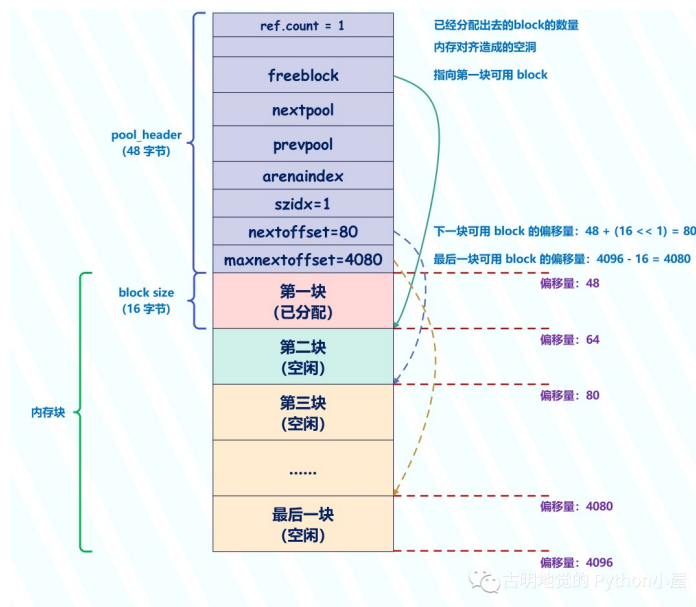 ref.count = 1
已经分配出去的block的数量
内存对齐造成的空洞
freeblock
指向第一块可用 block
nextpool
pool_header
(48 字节)
prevpool
arenaindex
szidx=1
nextoffset=80
下一块可用 block 的偏移量：48 + (16 << 1) = 80
maxnextoffset=4080
最后一块可用 block 的偏移量：4096 - 16 = 4080
偏移量：48
block size
(16 字节)
第一块
(已分配)
偏移量：64
第二块
(空闲)
偏移量：80
内存块
第三块
(空闲)
......
偏移量：4080
最后一块
(空闲)
偏移量：4096
古明地觉的 Python小屋